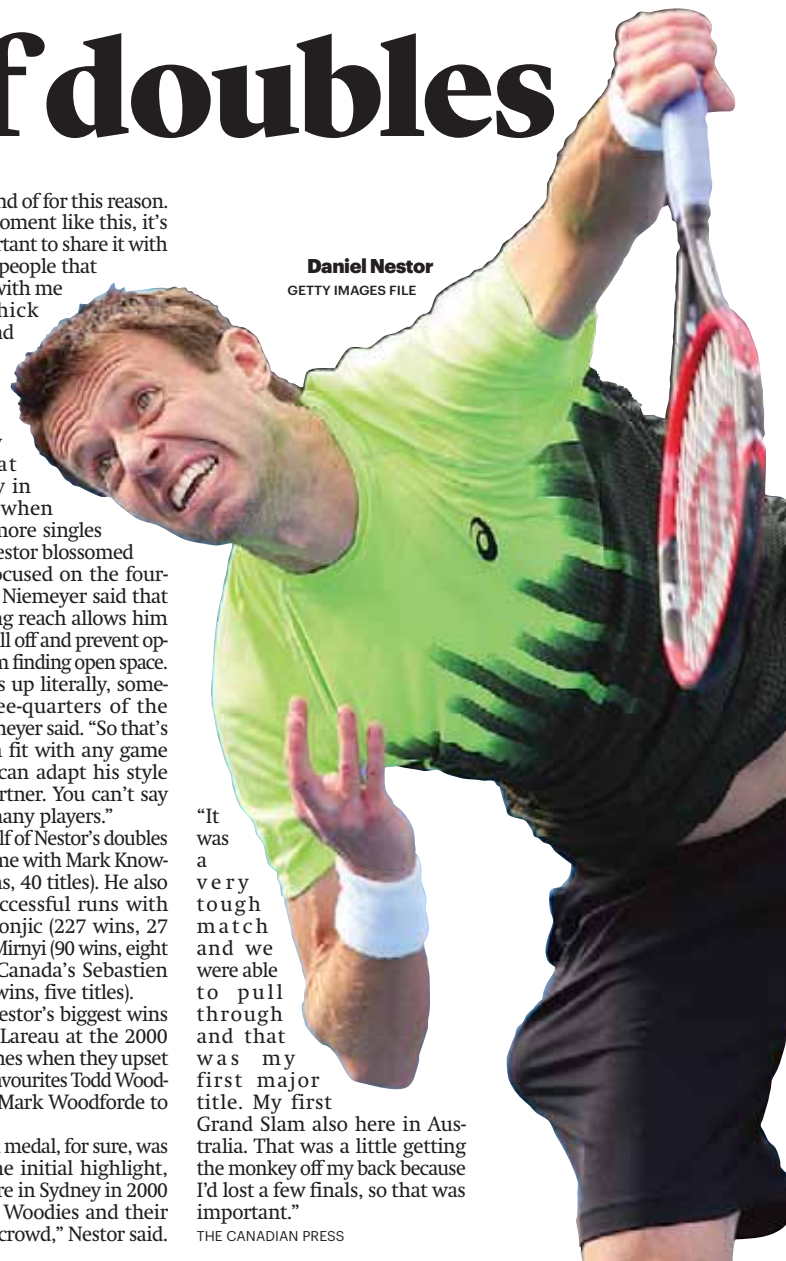 f doubles
nd of for this reason.
oment like this, it's
rtant to share it with
people that
with me
hick
nd
at
y in
when
more singles
estor blossomed
ocused on the four-
Niemeyer said that
ng reach allows him
ll off and prevent op-
m finding open space.
s up literally, some-
ee-quarters of the
meyer said. “So that's
n fit with any game
can adapt his style
rtner. You can't say
many players.”
lf of Nestor's doubles
me with Mark Know-
ns, 40 titles). He also
ccessful runs with
onjic (227 wins, 27
Mirnyi (90 wins, eight
Canada's Sebastien
wins, five titles).
estor's biggest wins
Lareau at the 2000
mes when they upset
avourites Todd Wood-
Mark Woodforde to
medal, for sure, was
he initial highlight,
re in Sydney in 2000
Woodies and their
crowd,” Nestor said.
Daniel Nestor
GETTY IMAGES FILE
“It
was
a
very
tough
match
and we
were able
to pull
through
and that
was my
first major
title. My first
Grand Slam also here in Aus-
tralia. That was a little getting
the monkey off my back because
I'd lost a few finals, so that was
important.”
THE CANADIAN PRESS